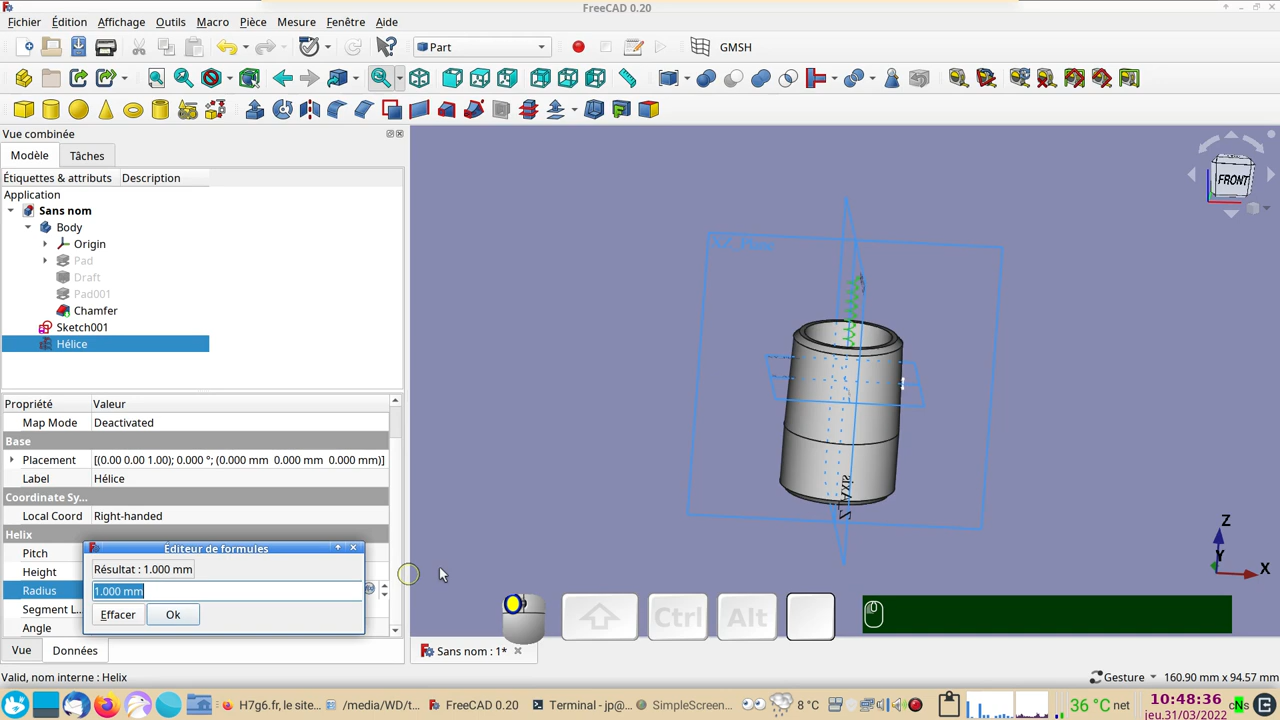 FreeCAD 0.20
Fichier Édition Affichage Outils Macro Pièce Mesure Fenêtre Aide
Part
GMSH
Vue combinée
Modèle Tâches
Étiquettes & attributs Description
Application
Sans nom
Body
Origin
Pad
Draft
Pad001
Chamfer
Sketch001
Hélice
Propriété Valeur
Map Mode Deactivated
Base
Placement [(0.00 0.00 1.00); 0.000 °; (0.000 mm 0.000 mm 0.000 mm)]
Label Hélice
Coordinate Sy...
Local Coord Right-handed
Helix
Pitch
Height
Radius
Segment L...
Angle
Éditeur de formules
Résultat : 1.000 mm
1.000 mm
Effacer Ok
Vue Données
FRONT
Z
Y
X
Ctrl Alt
Sans nom : 1*
Valid, nom interne : Helix
Gesture 160.90 mm x 94.57 mm
H7g6.fr, le site... /media/WD/t... FreeCAD 0.20 Terminal - jp@... SimpleScreen... 8°C 36 °C
10:48:36
jeu.31/03/2022